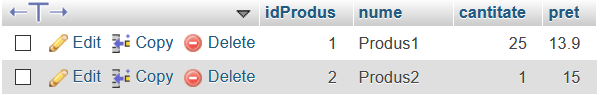 idProdus nume cantitate pret
Edit Copy Delete 1 Produs1 25 13.9
Edit Copy Delete 2 Produs2 1 15